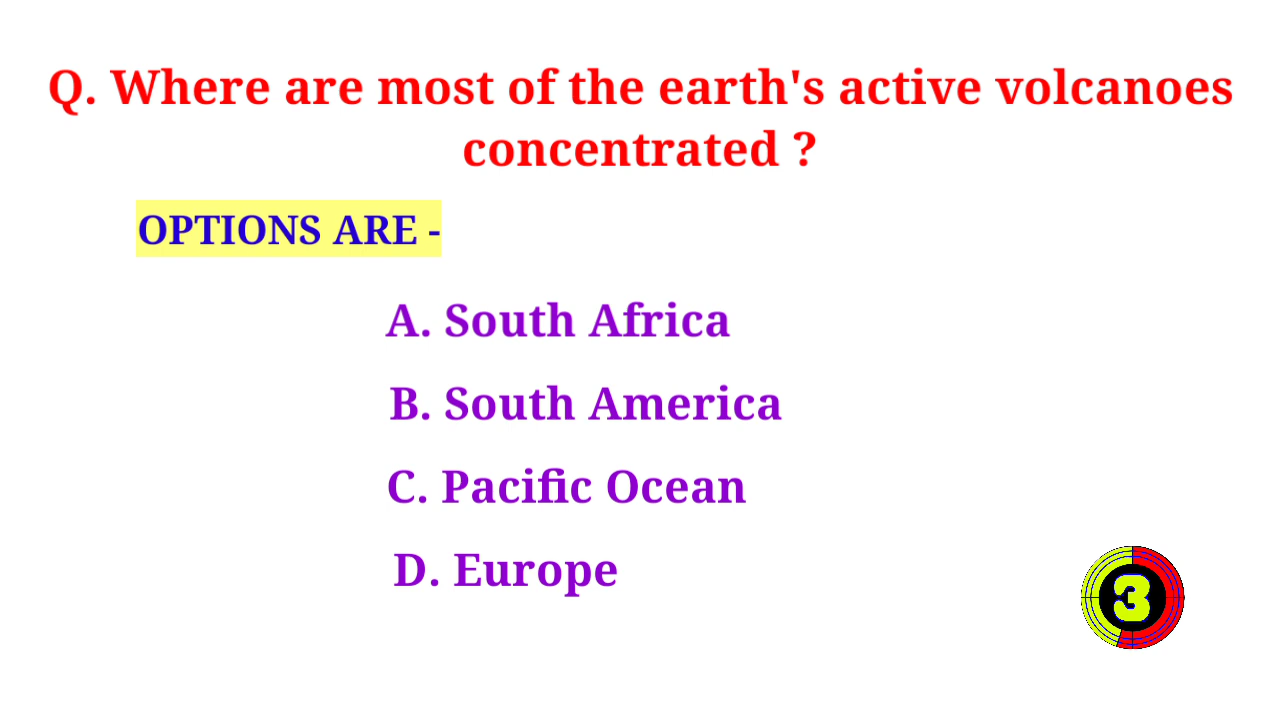 Q. Where are most of the earth's active volcanoes
concentrated ?
OPTIONS ARE -
A. South Africa
B. South America
C. Pacific Ocean
D. Europe
3